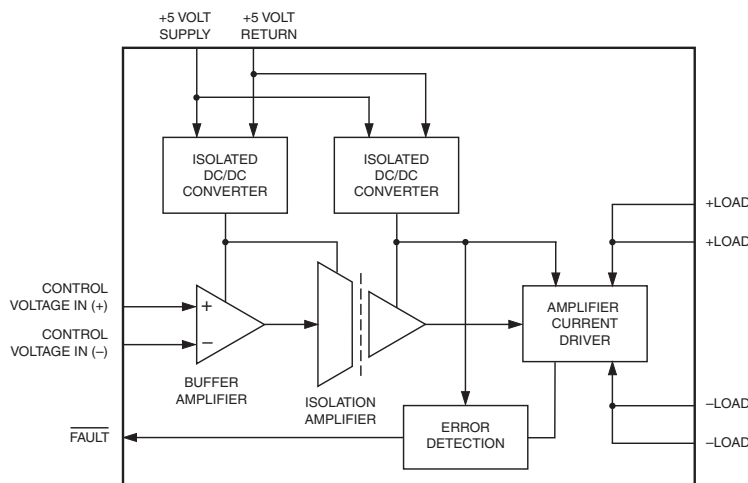 +5 VOLT
SUPPLY
+5 VOLT
RETURN
ISOLATED
DC/DC
CONVERTER
ISOLATED
DC/DC
CONVERTER
+LOAD
+LOAD
CONTROL
VOLTAGE IN (+)
CONTROL
VOLTAGE IN (–)
+
–
BUFFER
AMPLIFIER
ISOLATION
AMPLIFIER
AMPLIFIER
CURRENT
DRIVER
–LOAD
–LOAD
FAULT
ERROR
DETECTION